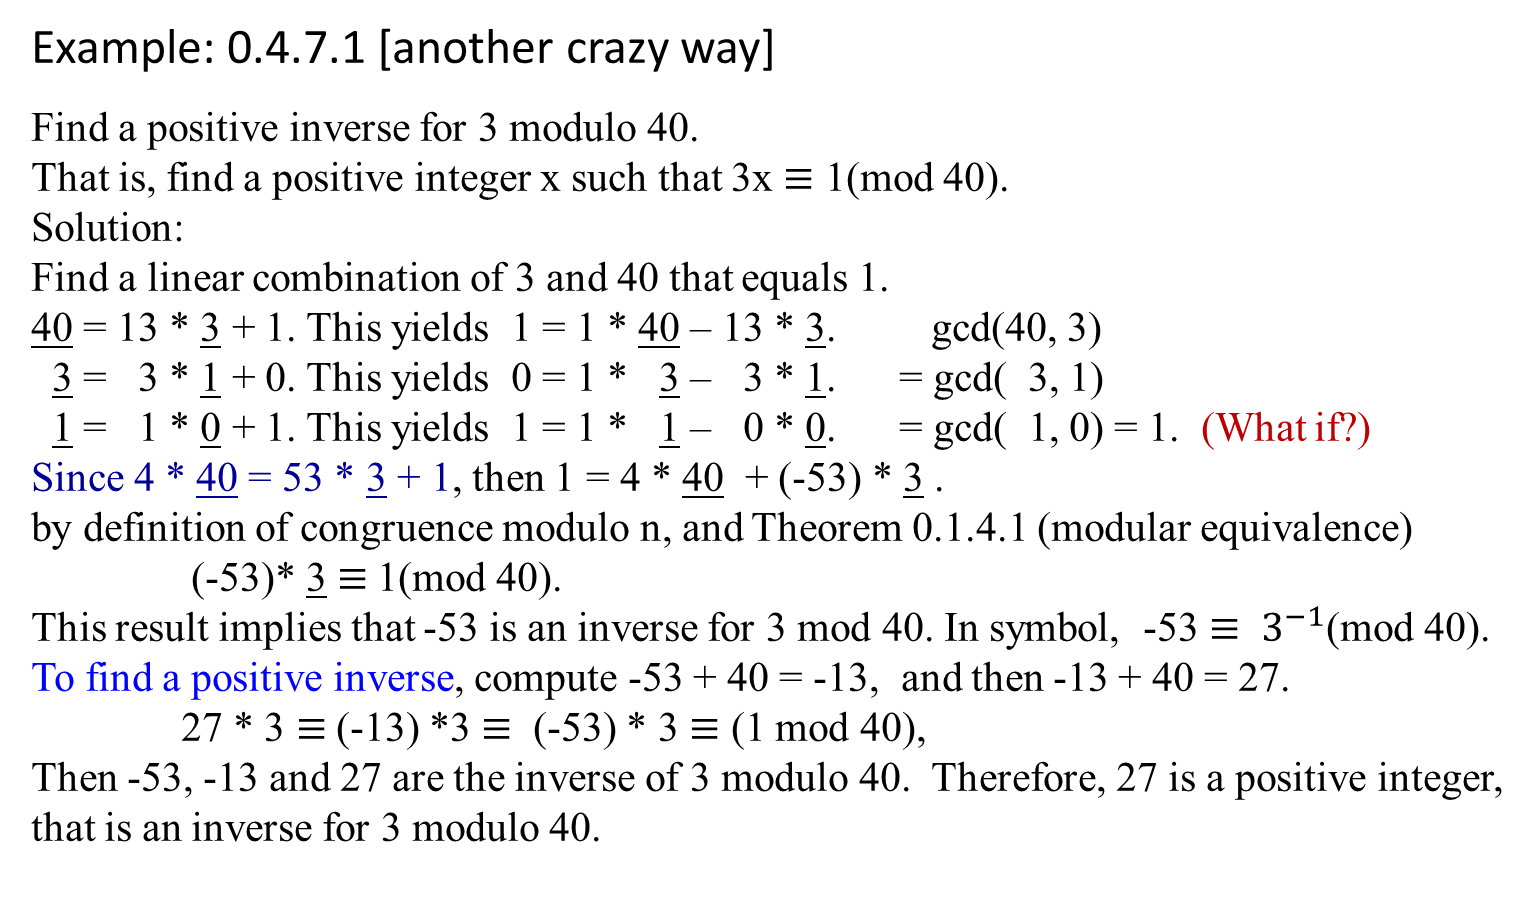 Example: 0.4.7.1 [another crazy way]
Find a positive inverse for 3 modulo 40.
That is, find a positive integer x such that 3x ≡ 1(mod 40).
Solution:
Find a linear combination of 3 and 40 that equals 1.
40 = 13 * 3 + 1. This yields 1 = 1 * 40 – 13 * 3. gcd(40, 3)
3 = 3 * 1 + 0. This yields 0 = 1 * 3 – 3 * 1. = gcd( 3, 1)
1 = 1 * 0 + 1. This yields 1 = 1 * 1 – 0 * 0. = gcd( 1, 0) = 1. (What if?)
Since 4 * 40 = 53 * 3 + 1, then 1 = 4 * 40 + (-53) * 3 .
by definition of congruence modulo n, and Theorem 0.1.4.1 (modular equivalence)
(-53)* 3 ≡ 1(mod 40).
This result implies that -53 is an inverse for 3 mod 40. In symbol, -53 ≡ 3⁻¹(mod 40).
To find a positive inverse, compute -53 + 40 = -13, and then -13 + 40 = 27.
27 * 3 ≡ (-13) *3 ≡ (-53) * 3 ≡ (1 mod 40),
Then -53, -13 and 27 are the inverse of 3 modulo 40. Therefore, 27 is a positive integer,
that is an inverse for 3 modulo 40.